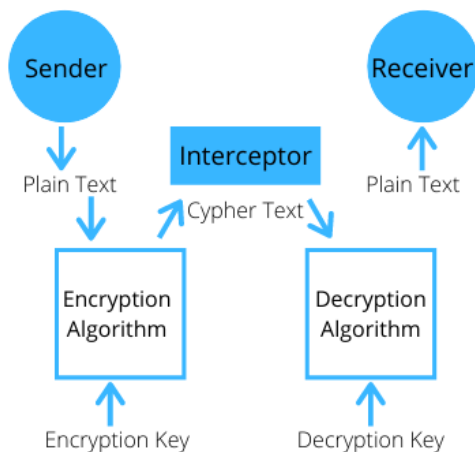 Sender
Receiver
Interceptor
Plain Text
Plain Text
Cypher Text
Encryption
Algorithm
Decryption
Algorithm
Encryption Key
Decryption Key